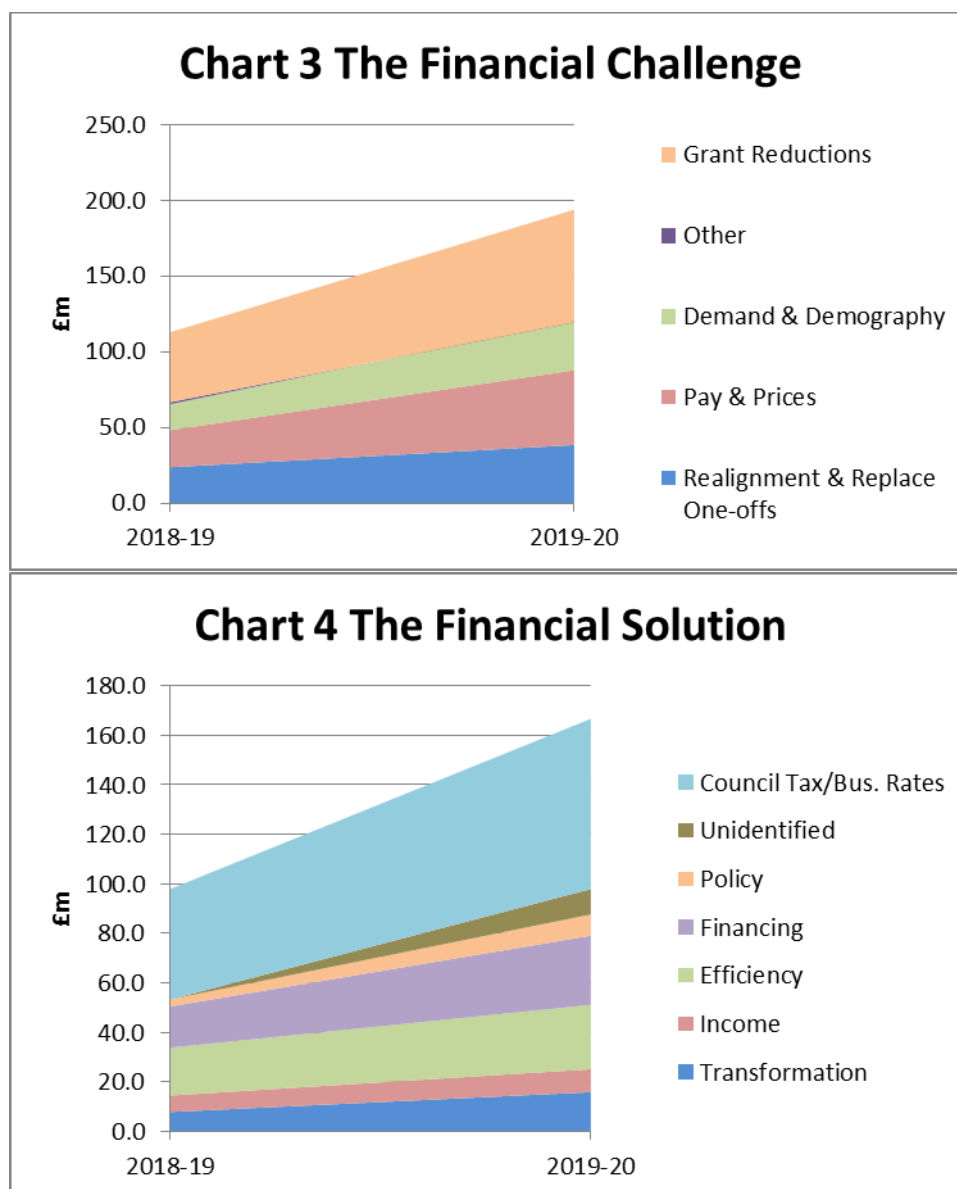 Chart 3 The Financial Challenge
250.0
200.0
150.0
100.0
50.0
0.0
£m
2018-19
2019-20
Grant Reductions
Other
Demand & Demography
Pay & Prices
Realignment & Replace
One-offs
Chart 4 The Financial Solution
180.0
160.0
140.0
120.0
100.0
80.0
60.0
40.0
20.0
0.0
£m
2018-19
2019-20
Council Tax/Bus. Rates
Unidentified
Policy
Financing
Efficiency
Income
Transformation